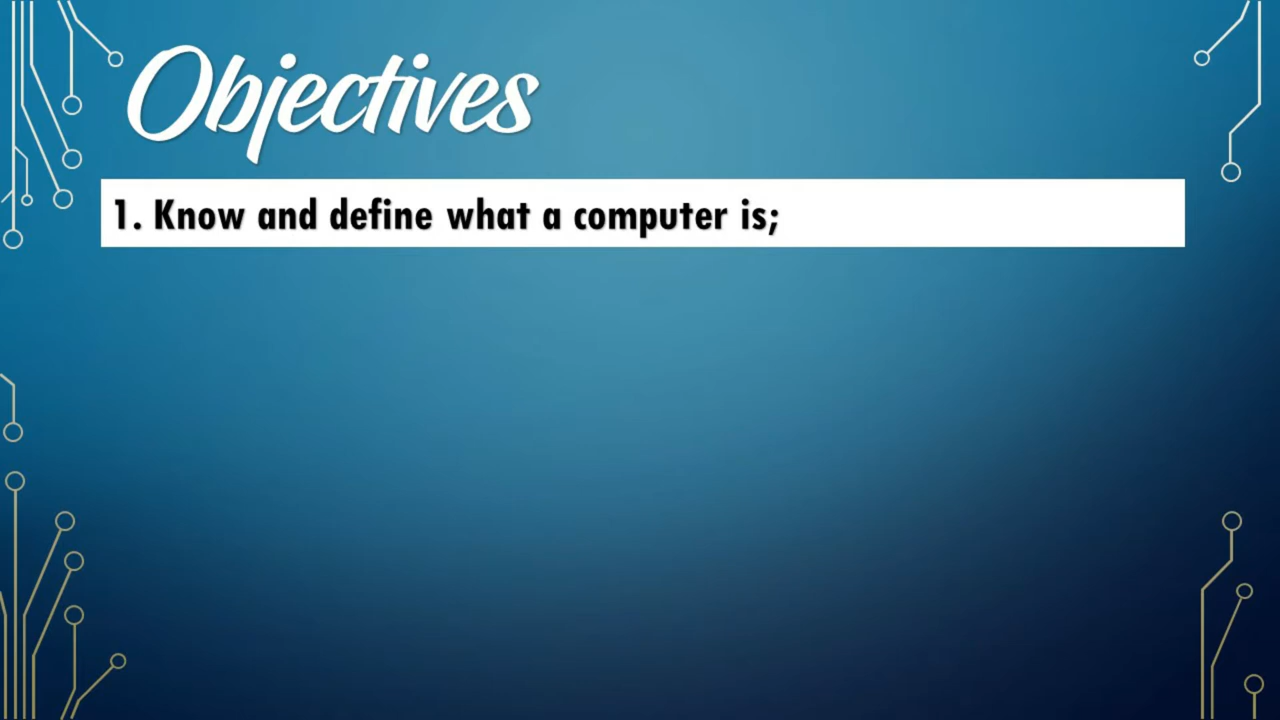 Objectives
1. Know and define what a computer is;